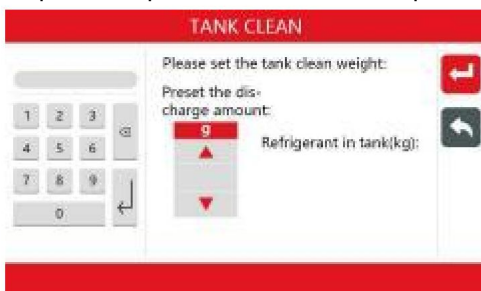 TANK CLEAN
Please set the tank clean weight:
Preset the dis-
charge amount:
g
Refrigerant in tank(kg):
1 2 3
4 5 6
7 8 9
0